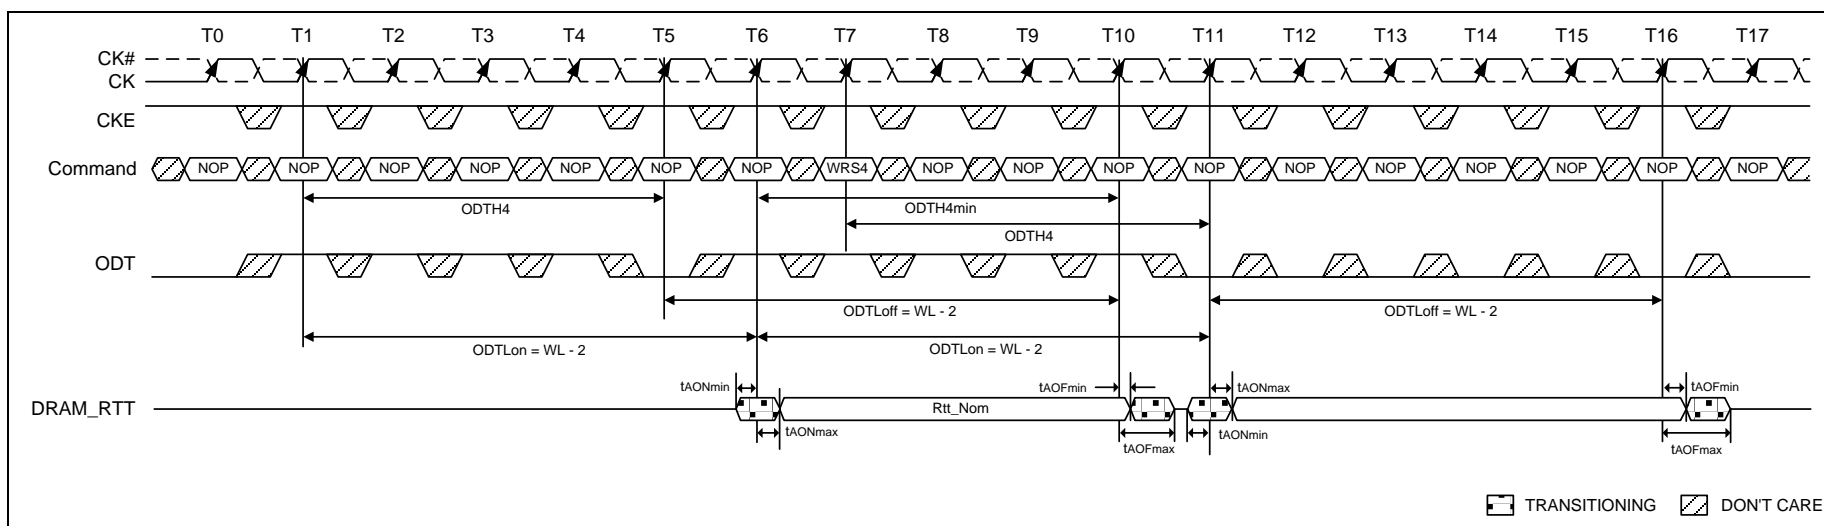 T0 T1 T2 T3 T4 T5 T6 T7 T8 T9 T10 T11 T12 T13 T14 T15 T16 T17
CK#
CK
CKE
Command NOP NOP NOP NOP NOP NOP NOP WRS4 NOP NOP NOP NOP NOP NOP NOP NOP NOP NOP
ODTH4 ODTH4min
ODTH4
ODT
ODTLoff = WL - 2 ODTLoff = WL - 2
ODTLon = WL - 2 ODTLon = WL - 2
tAONmin tAOFmin tAONmax tAOFmin
DRAM_RTT Rtt_Nom
tAONmax tAOFmax tAONmin tAOFmax
TRANSITIONING DON'T CARE